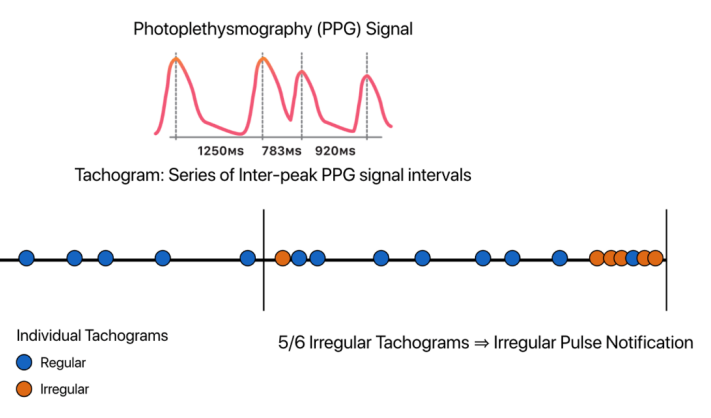 Photoplethysmography (PPG) Signal
1250MS 783MS 920MS
Tachogram: Series of Inter-peak PPG signal intervals
Individual Tachograms
Regular
Irregular
5/6 Irregular Tachograms ⇒ Irregular Pulse Notification